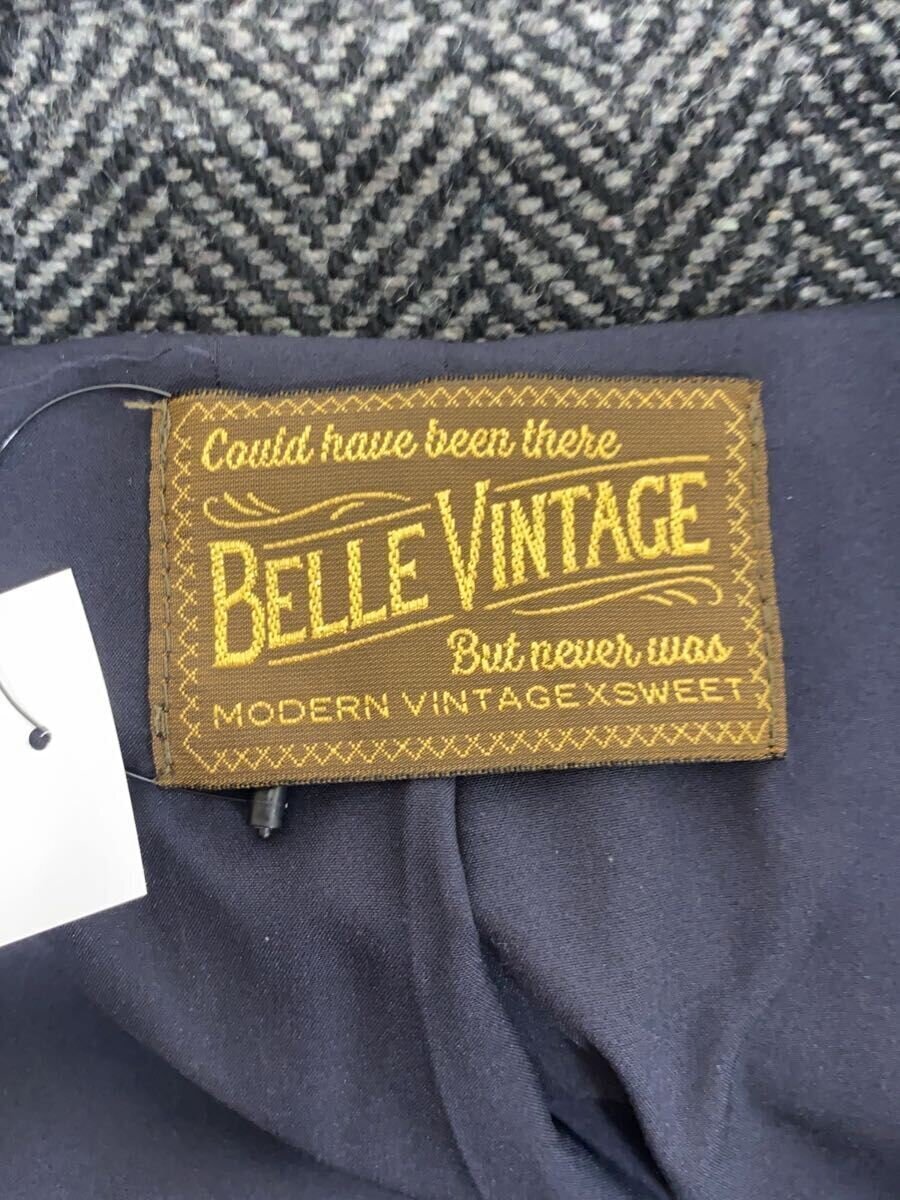 Could have been there
BELLE VINTAGE
But never was
MODERN VINTAGEXSWEET